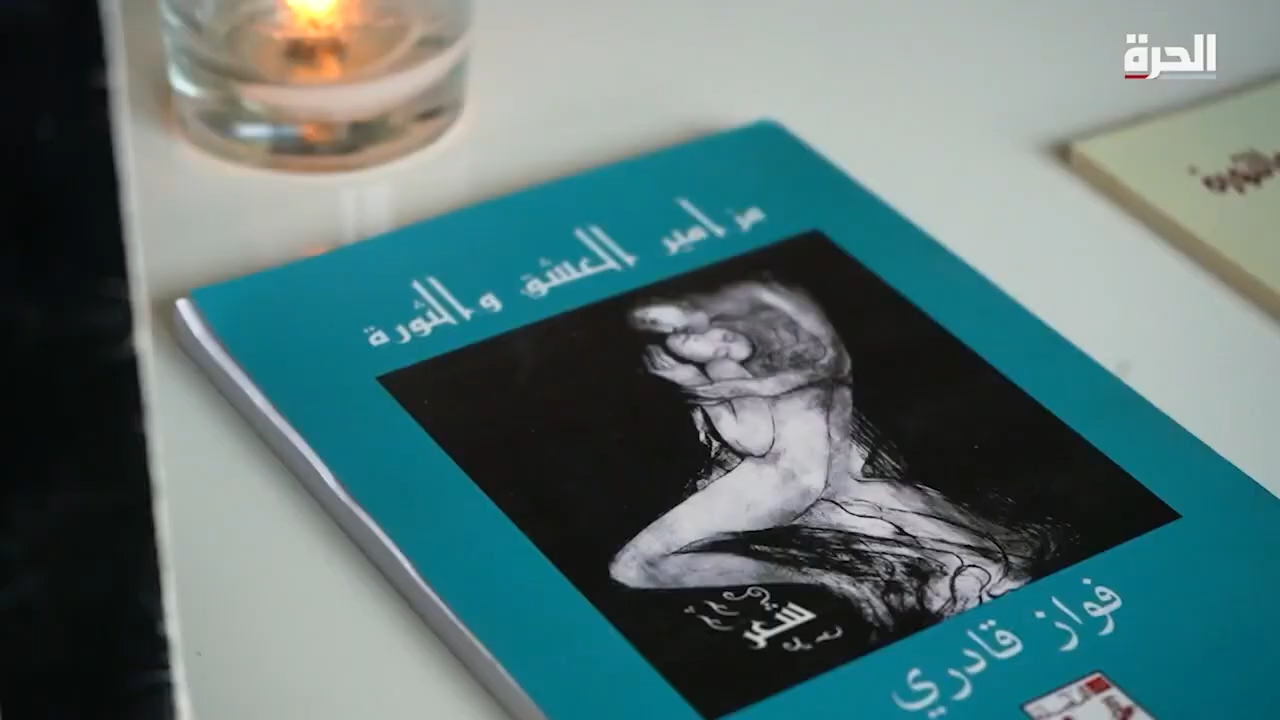 الحرة
مزامير العشق والثورة
شعر
فواز قادري